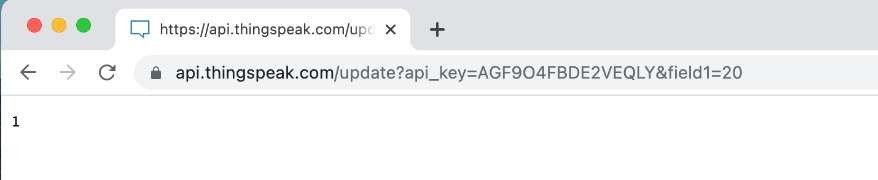 https://api.thingspeak.com/upd
api.thingspeak.com/update?api_key=AGF9O4FBDE2VEQLY&field1=20
1